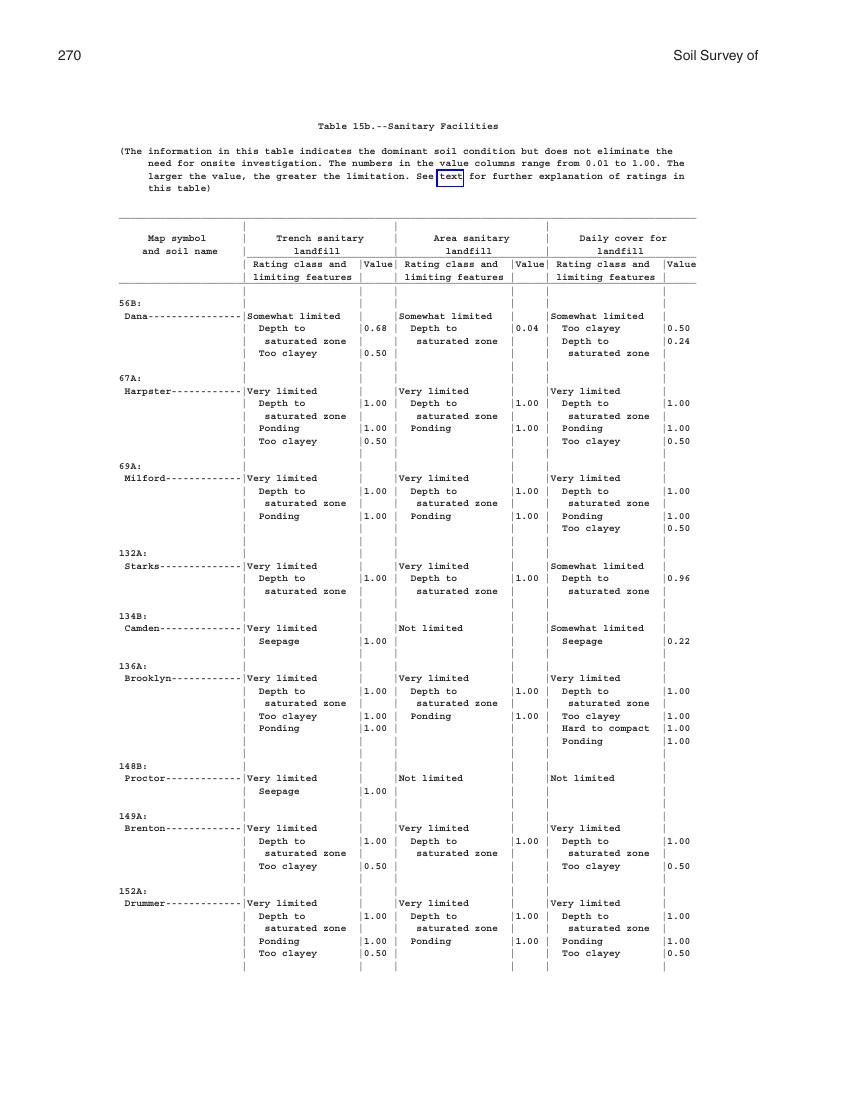 270
Soil Survey of
Table 15b.--Sanitary Facilities
(The information in this table indicates the dominant soil condition but does not eliminate the
need for onsite investigation. The numbers in the value columns range from 0.01 to 1.00. The
larger the value, the greater the limitation. See text for further explanation of ratings in
this table)
Map symbol | Trench sanitary | Area sanitary | Daily cover for
and soil name | landfill | landfill | landfill
Rating class and |Value| Rating class and |Value| Rating class and |Value
limiting features | | limiting features | | limiting features |
56B:
Dana---------------|Somewhat limited | |Somewhat limited | |Somewhat limited |
Depth to |0.68 | Depth to |0.04 | Too clayey |0.50
saturated zone | | saturated zone | | Depth to |0.24
Too clayey |0.50 | | | saturated zone |
67A:
Harpster-----------|Very limited | |Very limited | |Very limited |
Depth to |1.00 | Depth to |1.00 | Depth to |1.00
saturated zone | | saturated zone | | saturated zone |
Ponding |1.00 | Ponding |1.00 | Ponding |1.00
Too clayey |0.50 | | | Too clayey |0.50
69A:
Milford------------|Very limited | |Very limited | |Very limited |
Depth to |1.00 | Depth to |1.00 | Depth to |1.00
saturated zone | | saturated zone | | saturated zone |
Ponding |1.00 | Ponding |1.00 | Ponding |1.00
| | | | Too clayey |0.50
132A:
Starks-------------|Very limited | |Very limited | |Somewhat limited |
Depth to |1.00 | Depth to |1.00 | Depth to |0.96
saturated zone | | saturated zone | | saturated zone |
134B:
Camden-------------|Very limited | |Not limited | |Somewhat limited |
Seepage |1.00 | | | Seepage |0.22
136A:
Brooklyn-----------|Very limited | |Very limited | |Very limited |
Depth to |1.00 | Depth to |1.00 | Depth to |1.00
saturated zone | | saturated zone | | saturated zone |
Too clayey |1.00 | Ponding |1.00 | Too clayey |1.00
Ponding |1.00 | | | Hard to compact |1.00
| | | | Ponding |1.00
148B:
Proctor------------|Very limited | |Not limited | |Not limited |
Seepage |1.00 | | | |
149A:
Brenton------------|Very limited | |Very limited | |Very limited |
Depth to |1.00 | Depth to |1.00 | Depth to |1.00
saturated zone | | saturated zone | | saturated zone |
Too clayey |0.50 | | | Too clayey |0.50
152A:
Drummer------------|Very limited | |Very limited | |Very limited |
Depth to |1.00 | Depth to |1.00 | Depth to |1.00
saturated zone | | saturated zone | | saturated zone |
Ponding |1.00 | Ponding |1.00 | Ponding |1.00
Too clayey |0.50 | | | Too clayey |0.50